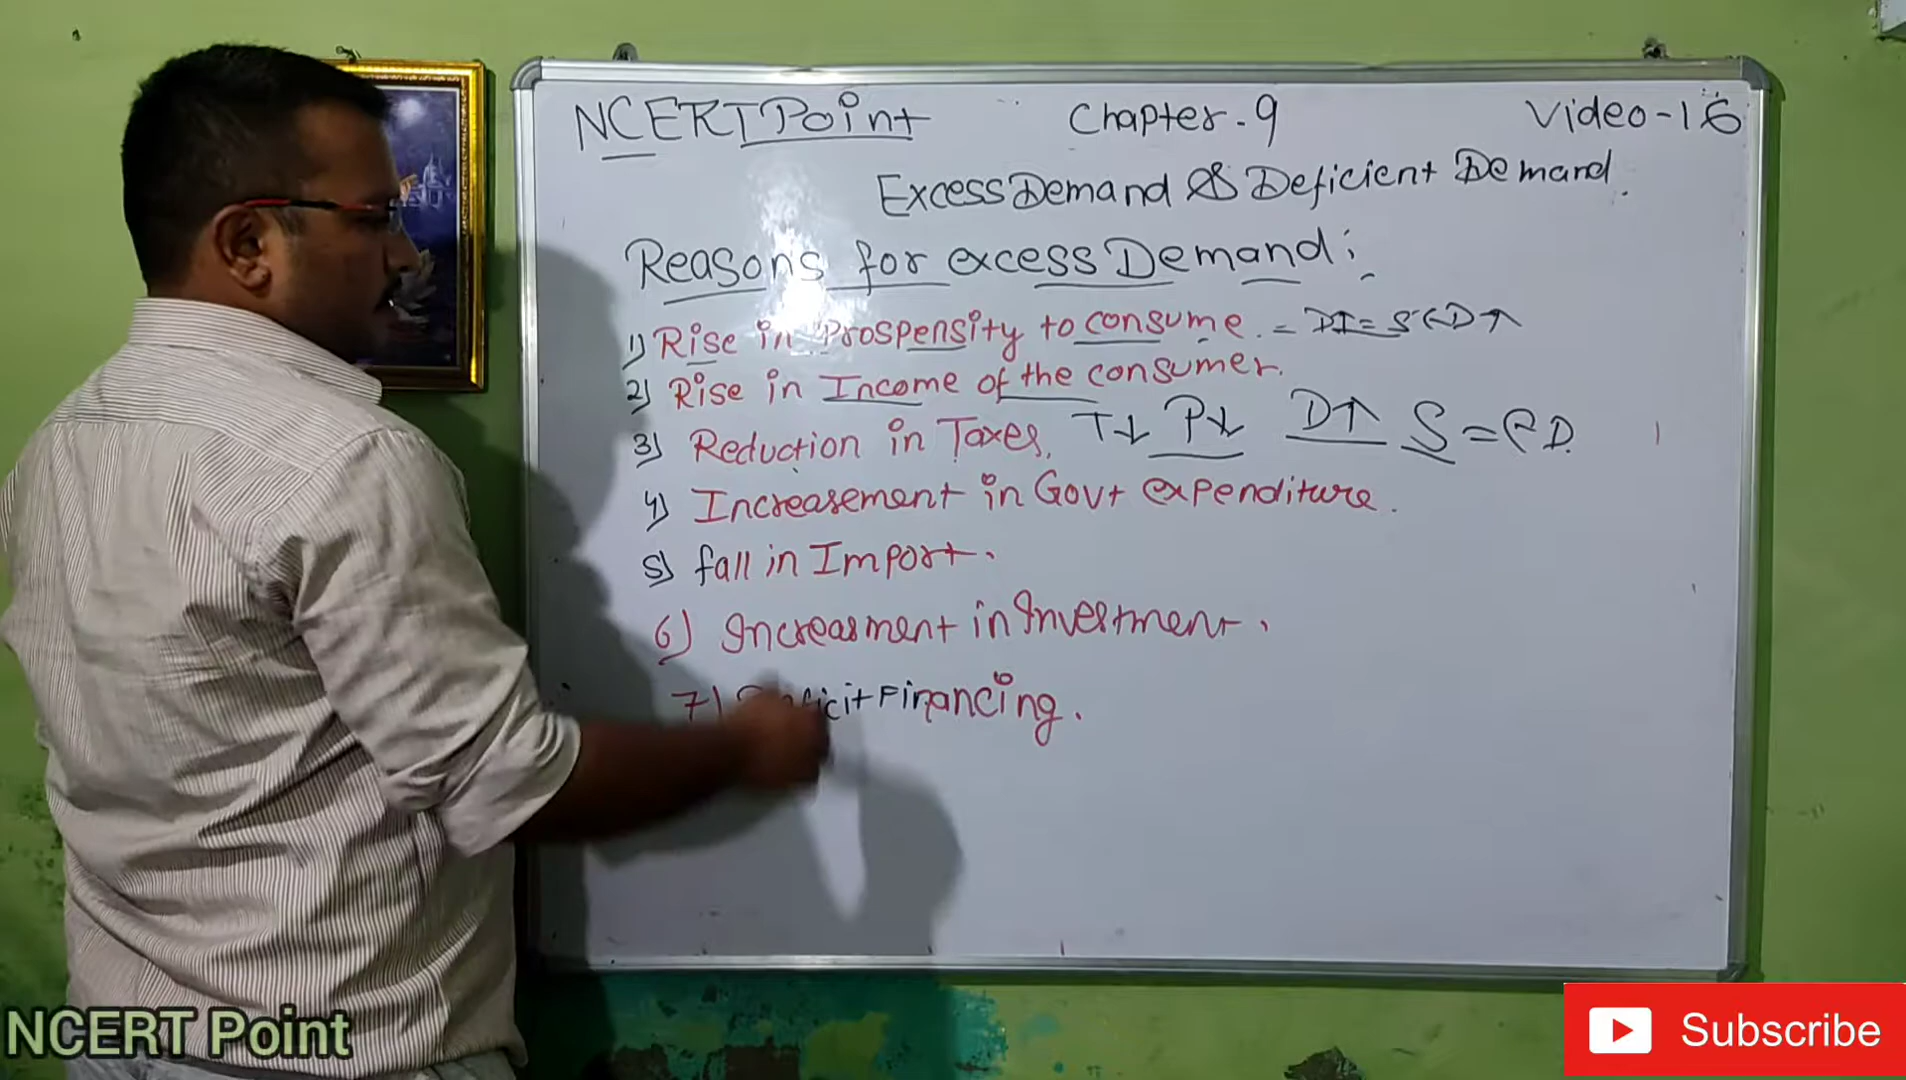 NCERT Point Chapter-9 Video-16
Excess Demand & Deficient Demand.
Reasons for excess Demand:
1) Rise in Prospensity to consume. =
2) Rise in Income of the consumer.
3) Reduction in Taxes. T↓ P↓ D↑ S = D.
4) Increasement in Govt expenditure.
5) fall in Import.
6) Increasment in Investment.
7) Financing.
NCERT Point
Subscribe